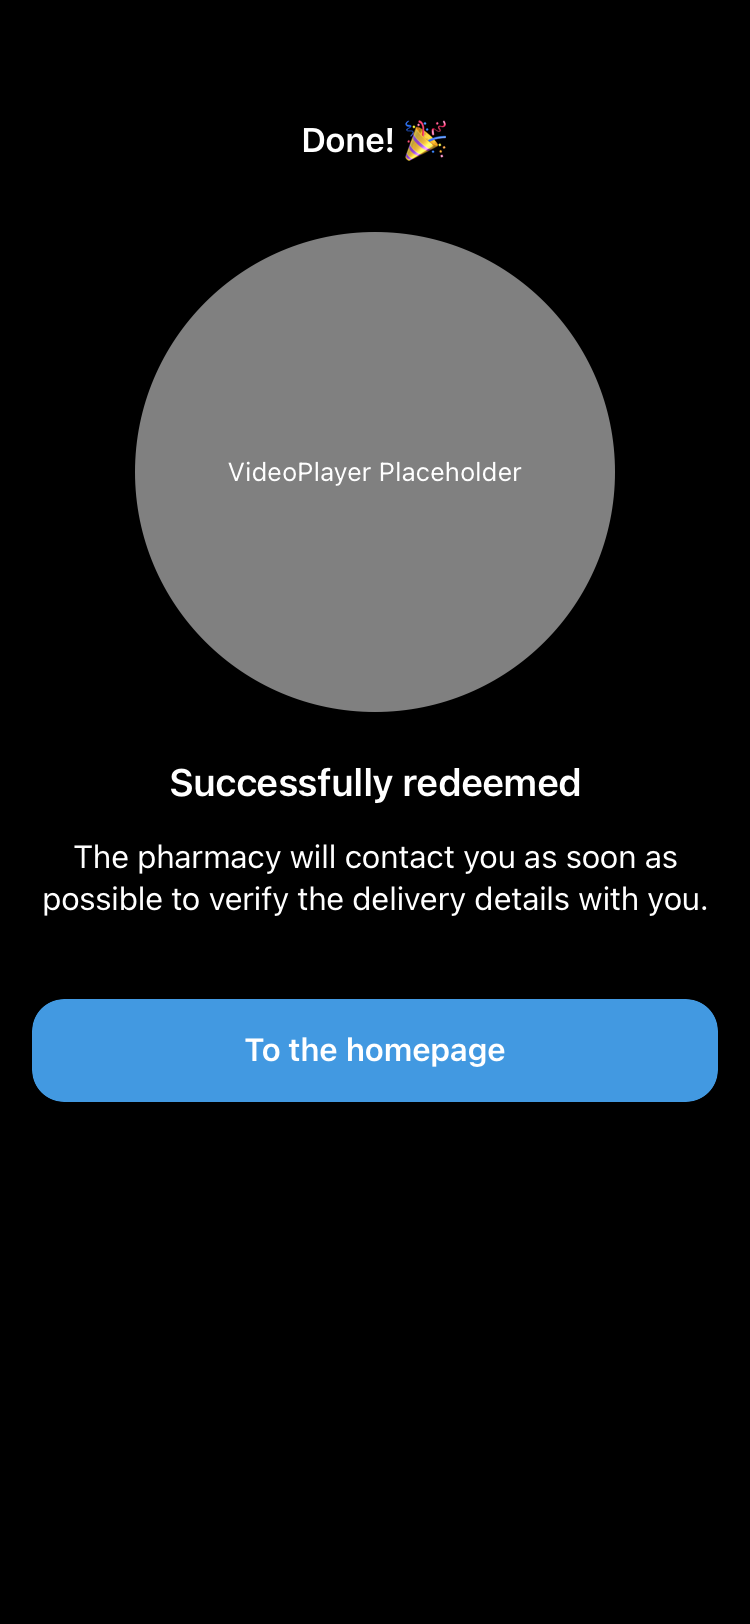 Done! 🎉
VideoPlayer Placeholder
Successfully redeemed
The pharmacy will contact you as soon as
possible to verify the delivery details with you.
To the homepage